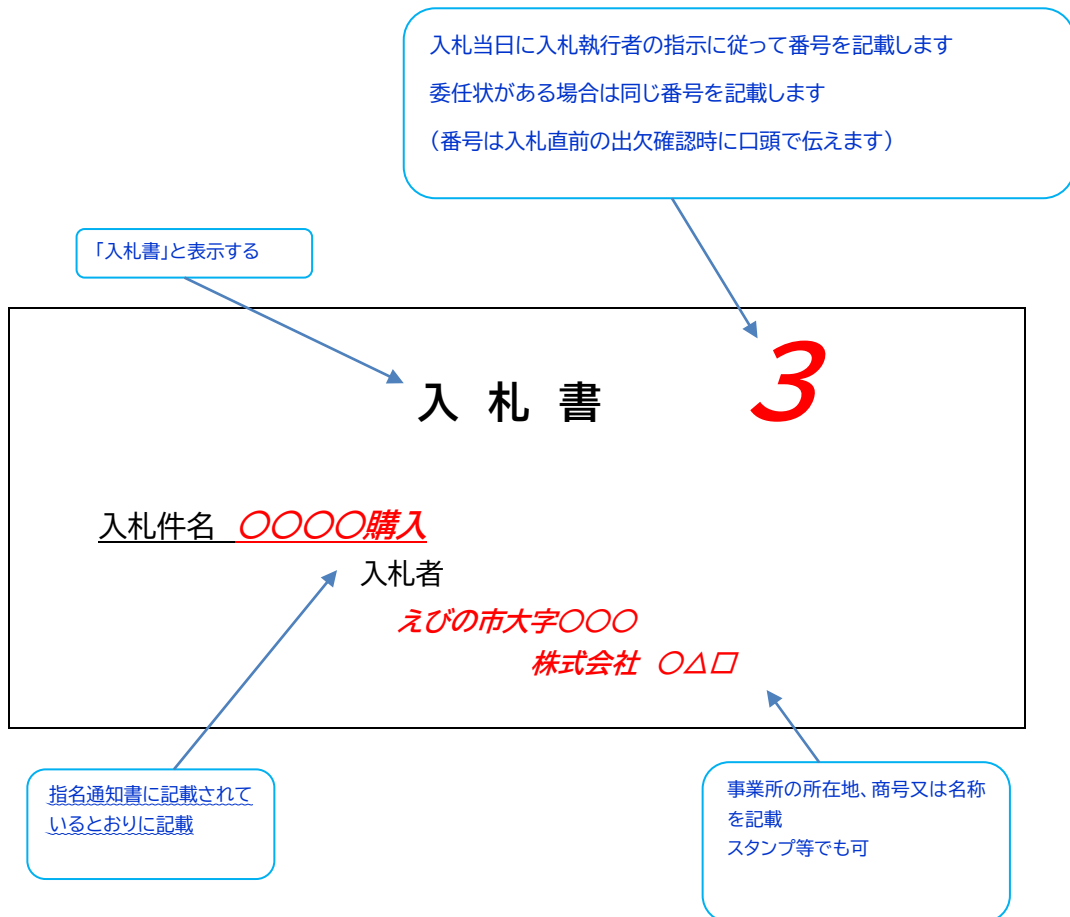 入札当日に入札執行者の指示に従って番号を記載します
委任状がある場合は同じ番号を記載します
（番号は入札直前の出欠確認時に口頭で伝えます）
「入札書」と表示する
入 札 書
3
入札件名 〇〇〇〇購入
入札者
えびの市大字〇〇〇
株式会社 〇△□
指名通知書に記載されて
いるとおりに記載
事業所の所在地、商号又は名称
を記載
スタンプ等でも可